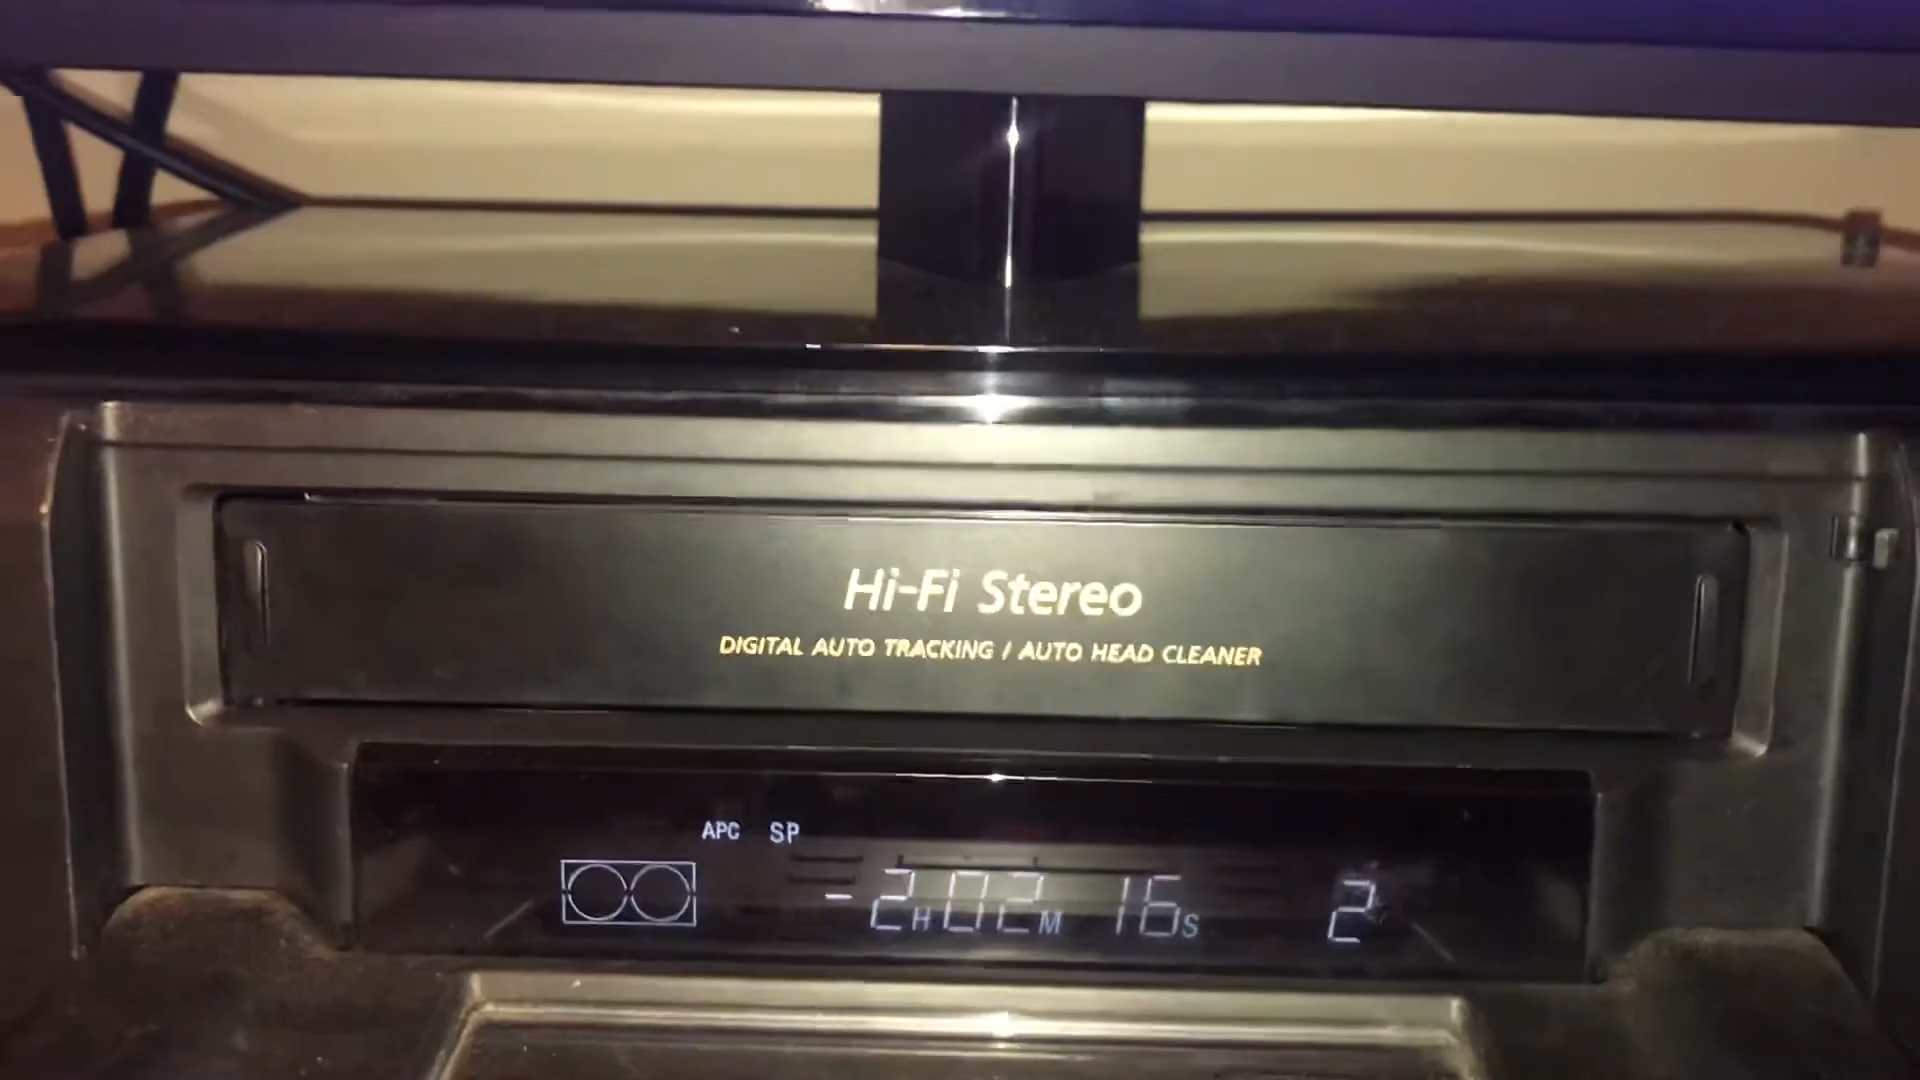 Hi-Fi Stereo
DIGITAL AUTO TRACKING / AUTO HEAD CLEANER
APC SP
-2H02M 16S 2